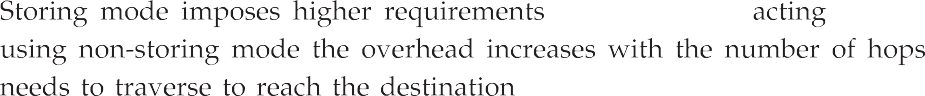 Storing mode imposes higher requirements acting
using non-storing mode the overhead increases with the number of hops
needs to traverse to reach the destination